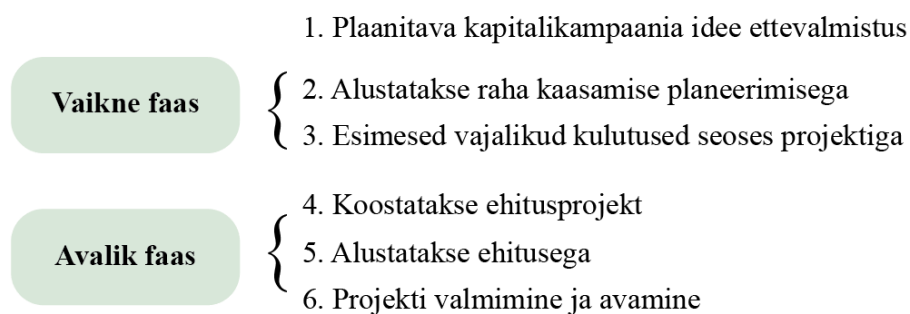 1. Plaanitava kapitalikampaania idee ettevalmistus
Vaikne faas
2. Alustatakse raha kaasamise planeerimisega
3. Esimesed vajalikud kulutused seoses projektiga
Avalik faas
4. Koostatakse ehitusprojekt
5. Alustatakse ehitusega
6. Projekti valmimine ja avamine